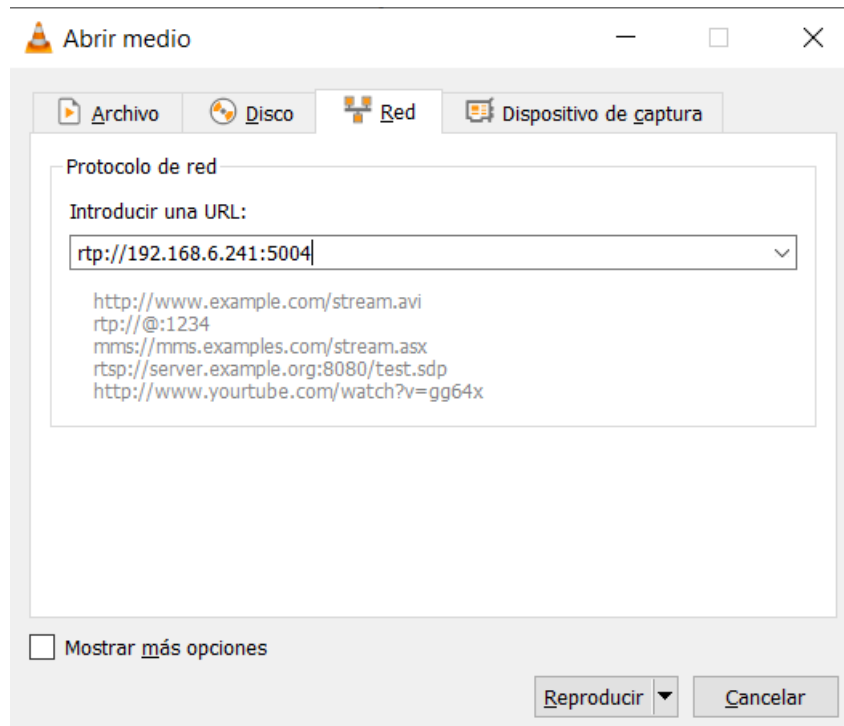 Abrir medio
Archivo Disco Red Dispositivo de captura
Protocolo de red
Introducir una URL:
rtp://192.168.6.241:5004
http://www.example.com/stream.avi
rtp://@:1234
mms://mms.examples.com/stream.asx
rtsp://server.example.org:8080/test.sdp
http://www.yourtube.com/watch?v=gg64x
Mostrar más opciones
Reproducir Cancelar